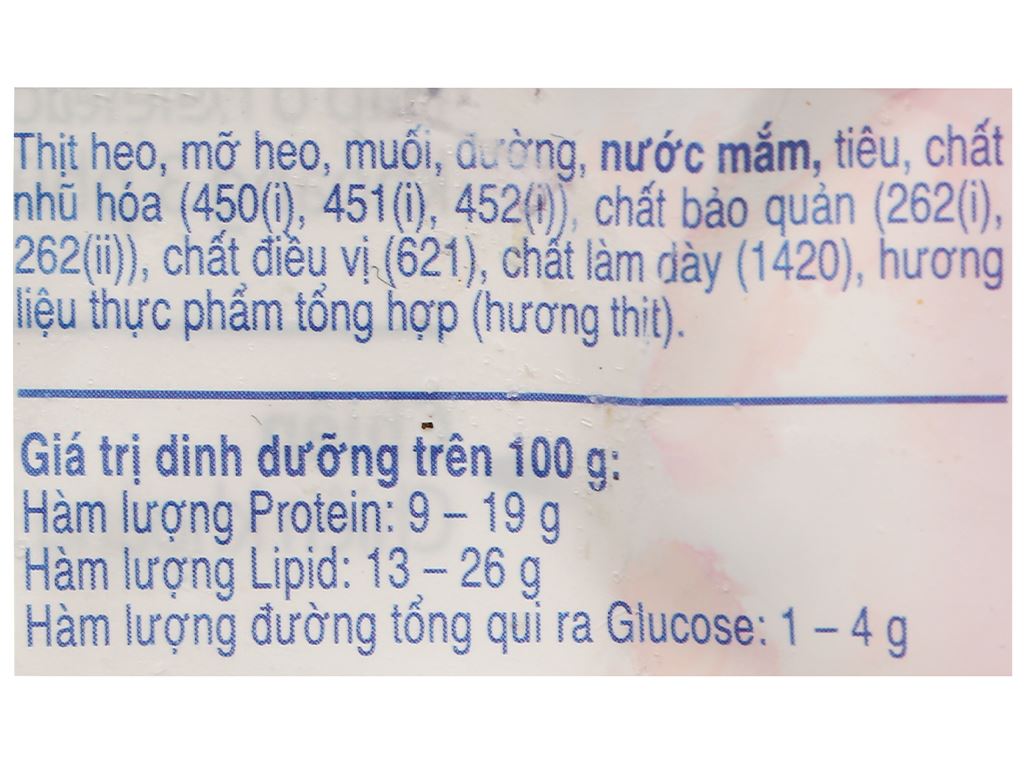 Thịt heo, mỡ heo, muối, đường, nước mắm, tiêu, chất
nhũ hóa (450(i), 451(i), 452(i)), chất bảo quản (262(i),
262(ii)), chất điều vị (621), chất làm dày (1420), hương
liệu thực phẩm tổng hợp (hương thịt).
Giá trị dinh dưỡng trên 100 g:
Hàm lượng Protein: 9 – 19 g
Hàm lượng Lipid: 13 – 26 g
Hàm lượng đường tổng qui ra Glucose: 1 – 4 g